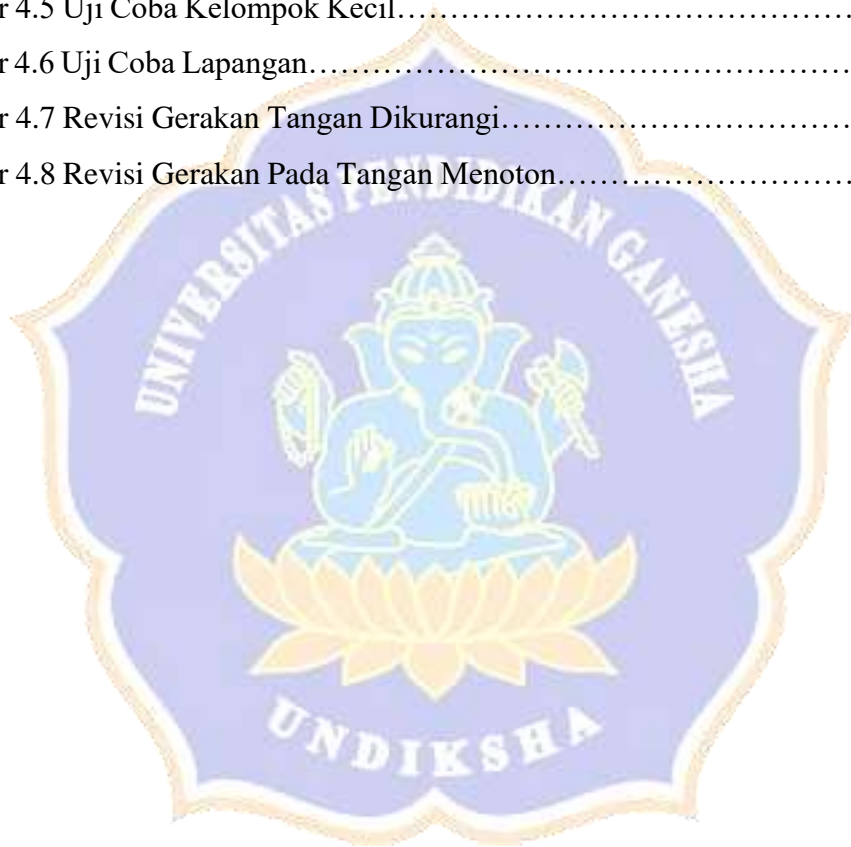 r 4.5 Uji Coba Kelompok Kecil……………………………………
r 4.6 Uji Coba Lapangan………………………………………………
r 4.7 Revisi Gerakan Tangan Dikurangi…………………………
r 4.8 Revisi Gerakan Pada Tangan Menoton……………………
UNIVERSITAS PENDIDIKAN GANESHA
UNDIKSHA